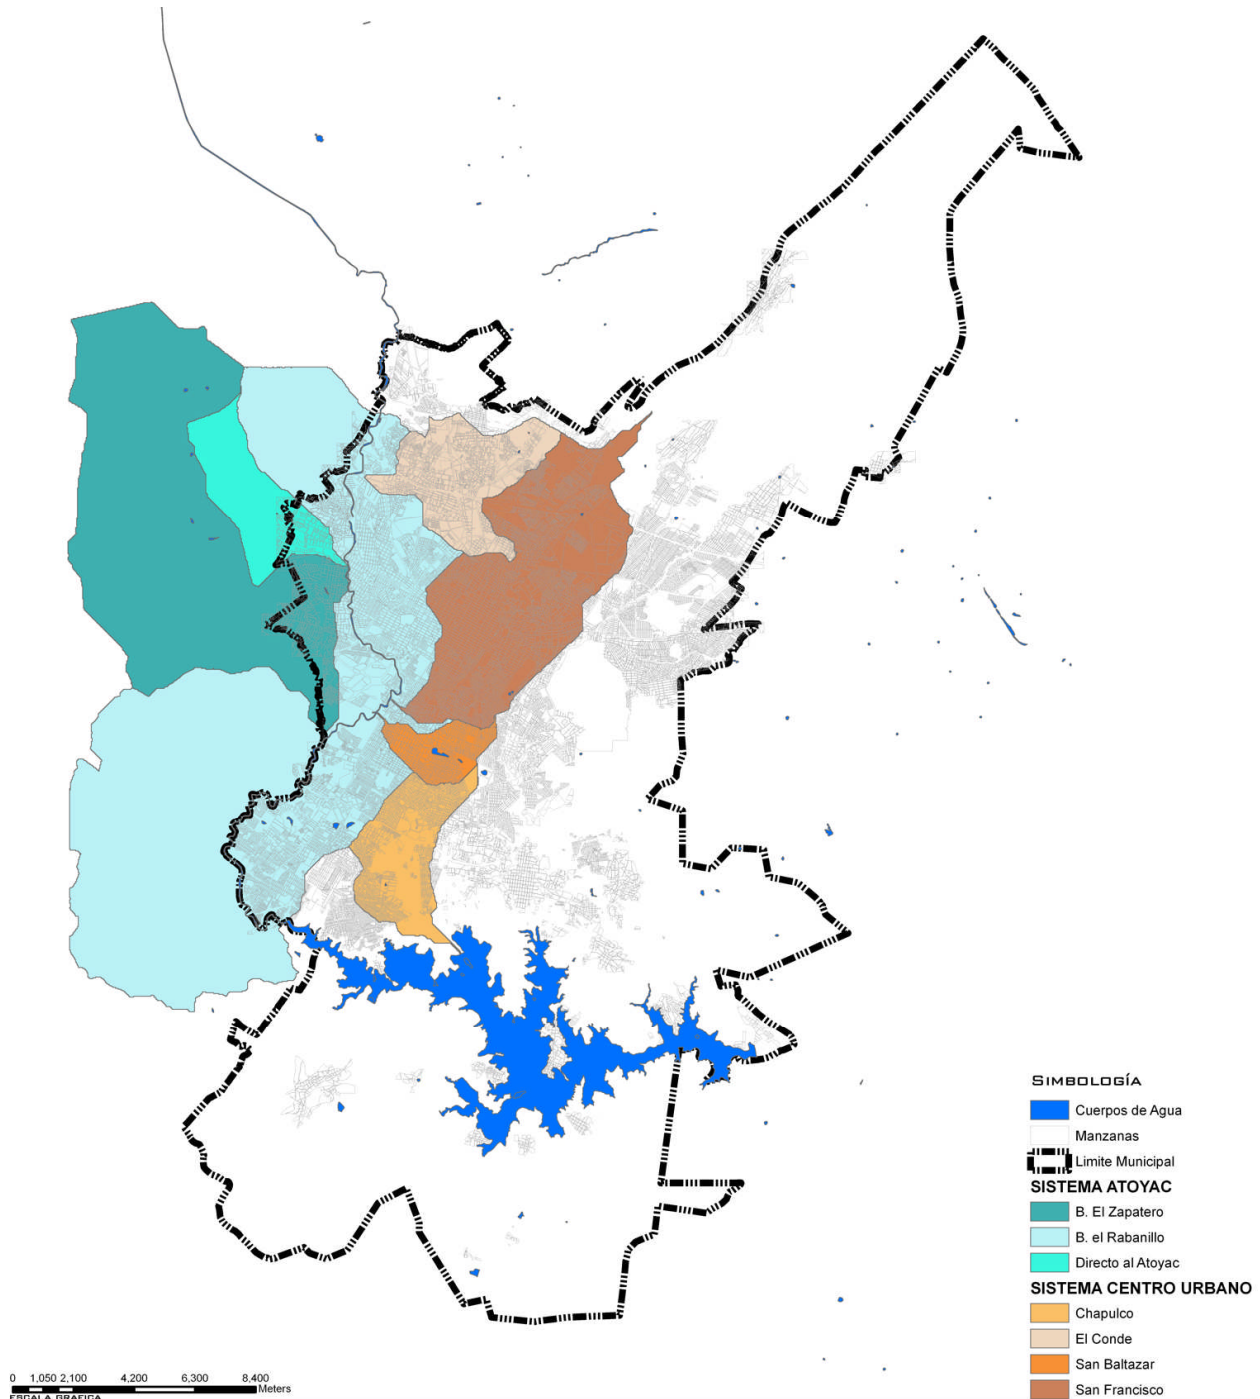 SIMBOLOGÍA
Cuerpos de Agua
Manzanas
Limite Municipal
SISTEMA ATOYAC
B. El Zapatero
B. el Rabanillo
Directo al Atoyac
SISTEMA CENTRO URBANO
Chapulco
El Conde
San Baltazar
San Francisco
0 1,050 2,100 4,200 6,300 8,400
Meters
ESCALA GRAFICA